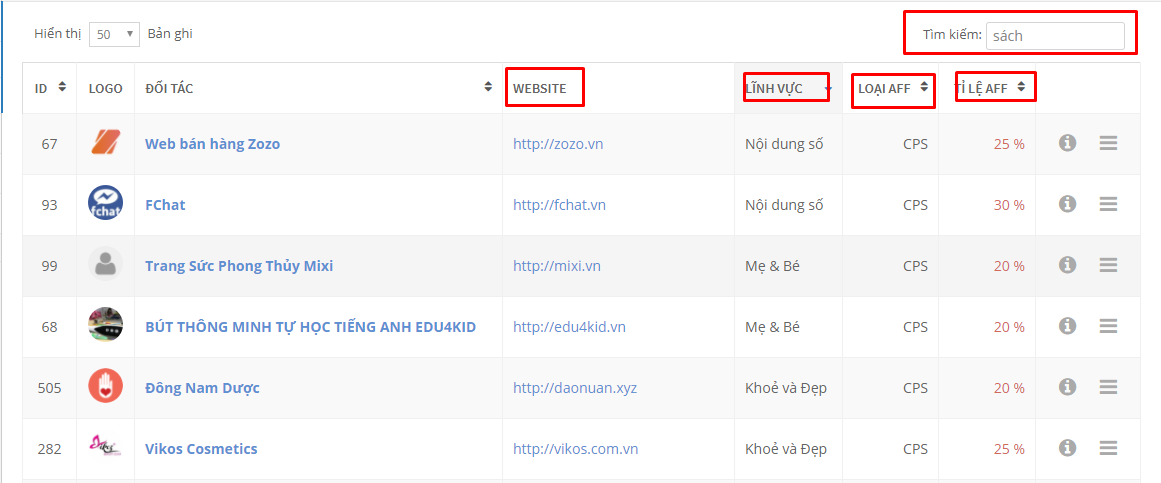 Hiển thị 50 Bản ghi Tìm kiếm: sách
ID LOGO ĐỐI TÁC WEBSITE LĨNH VỰC LOẠI AFF TỈ LỆ AFF
67 Web bán hàng Zozo http://zozo.vn Nội dung số CPS 25 %
93 fchat FChat http://fchat.vn Nội dung số CPS 30 %
99 Trang Sức Phong Thủy Mixi http://mixi.vn Mẹ & Bé CPS 20 %
68 BÚT THÔNG MINH TỰ HỌC TIẾNG ANH EDU4KID http://edu4kid.vn Mẹ & Bé CPS 20 %
505 Đông Nam Dược http://daonuan.xyz Khoẻ và Đẹp CPS 20 %
282 Vikos Cosmetics http://vikos.com.vn Khoẻ và Đẹp CPS 25 %